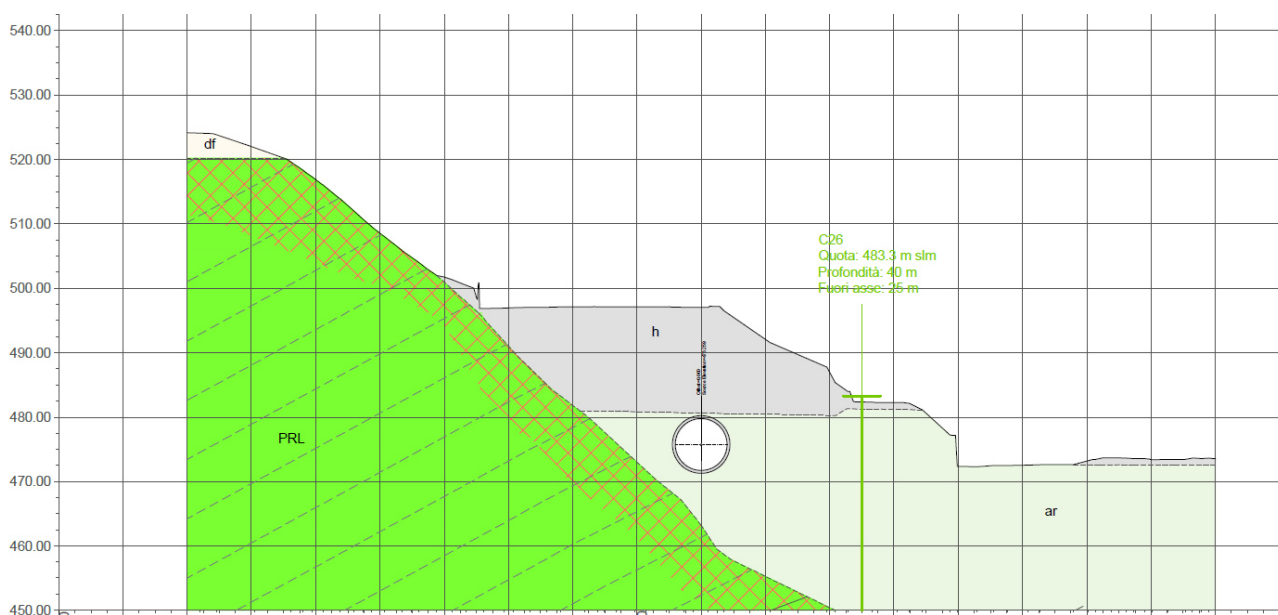 540.00
530.00
df
520.00
510.00
C26
Quota: 483.3 m slm
Profondità: 40 m
Fuori asse: 25 m
500.00
h
490.00
480.00
PRL
470.00
ar
460.00
450.00